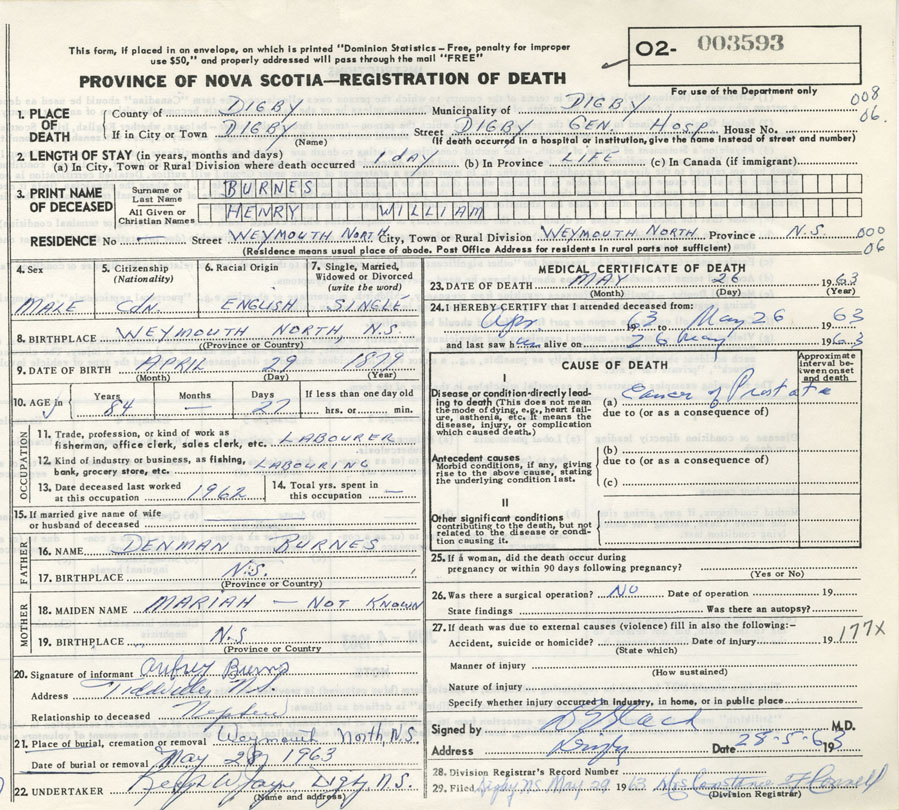 This form, if placed in an envelope, on which is printed "Dominion Statistics – Free, penalty for improper
use $50," and properly addressed will pass through the mail "FREE"
O2- 003593
PROVINCE OF NOVA SCOTIA—REGISTRATION OF DEATH
For use of the Department only
1. PLACE OF DEATH
County of DIGBY Municipality of DIGBY 008
If in City or Town DIGBY Street DIGBY GEN. HOSP House No. 06.
(Name) (If death occurred in a hospital or institution, give the name instead of street and number)
2. LENGTH OF STAY (in years, months and days)
(a) In City, Town or Rural Division where death occurred 1 day (b) In Province LIFE (c) In Canada (if immigrant)
3. PRINT NAME OF DECEASED
Surname or Last Name BURNES
All Given or Christian Names HENRY WILLIAM
RESIDENCE No — Street WEYMOUTH NORTH City, Town or Rural Division WEYMOUTH NORTH Province N.S. 000
(Residence means usual place of abode. Post Office Address for residents in rural parts not sufficient) 06
4. Sex MALE
5. Citizenship (Nationality) Cdn.
6. Racial Origin ENGLISH
7. Single, Married, Widowed or Divorced (write the word) SINGLE
8. BIRTHPLACE WEYMOUTH NORTH, N.S.
(Province or Country)
9. DATE OF BIRTH APRIL 29 1879
(Month) (Day) (Year)
10. AGE in Years 84 Months — Days 27 If less than one day old hrs. or min.
OCCUPATION
11. Trade, profession, or kind of work as
fisherman, office clerk, sales clerk, etc. LABOURER
12. Kind of industry or business, as fishing,
bank, grocery store, etc. LABOURING
13. Date deceased last worked
at this occupation 1962
14. Total yrs. spent in
this occupation —
15. If married give name of wife
or husband of deceased
FATHER
16. NAME DENMAN BURNES
17. BIRTHPLACE N.S.
(Province or Country)
MOTHER
18. MAIDEN NAME MARIAH — NOT KNOWN
19. BIRTHPLACE N.S
(Province or Country
20. Signature of informant Burns
Address
Relationship to deceased Nephew
21. Place of burial, cremation or removal Weymouth North, N.S.
Date of burial or removal May 28, 1963
22. UNDERTAKER Digby N.S.
(Name and address)
MEDICAL CERTIFICATE OF DEATH
23. DATE OF DEATH MAY 26 1963
(Month) (Day) (Year)
24. I HEREBY CERTIFY that I attended deceased from:
Apr 1963 to May 26 1963
and last saw him alive on 26 May 1963
CAUSE OF DEATH
Approximate interval between onset and death
I
Disease or condition directly leading
to death (This does not mean
the mode of dying, e.g., heart failure,
asthenia, etc. It means the
disease, injury, or complication
which caused death.)
(a) Cancer of Prostate
due to (or as a consequence of)
Antecedent causes
Morbid conditions, if any, giving
rise to the above cause, stating
the underlying condition last.
(b)
due to (or as a consequence of)
(c)
II
Other significant conditions
contributing to the death, but not
related to the disease or condition
causing it.
25. If a woman, did the death occur during
pregnancy or within 90 days following pregnancy?
(Yes or No)
26. Was there a surgical operation? NO Date of operation 19
State findings Was there an autopsy?
27. If death was due to external causes (violence) fill in also the following:–
Accident, suicide or homicide? Date of injury 19 177X
(State which)
Manner of injury
(How sustained)
Nature of injury
Specify whether injury occurred in industry, in home, or in public place
Signed by M.D.
Address Digby Date 28-5-63 19
28. Division Registrar's Record Number
29. Filed Digby NS May 29 1963
(Division Registrar)